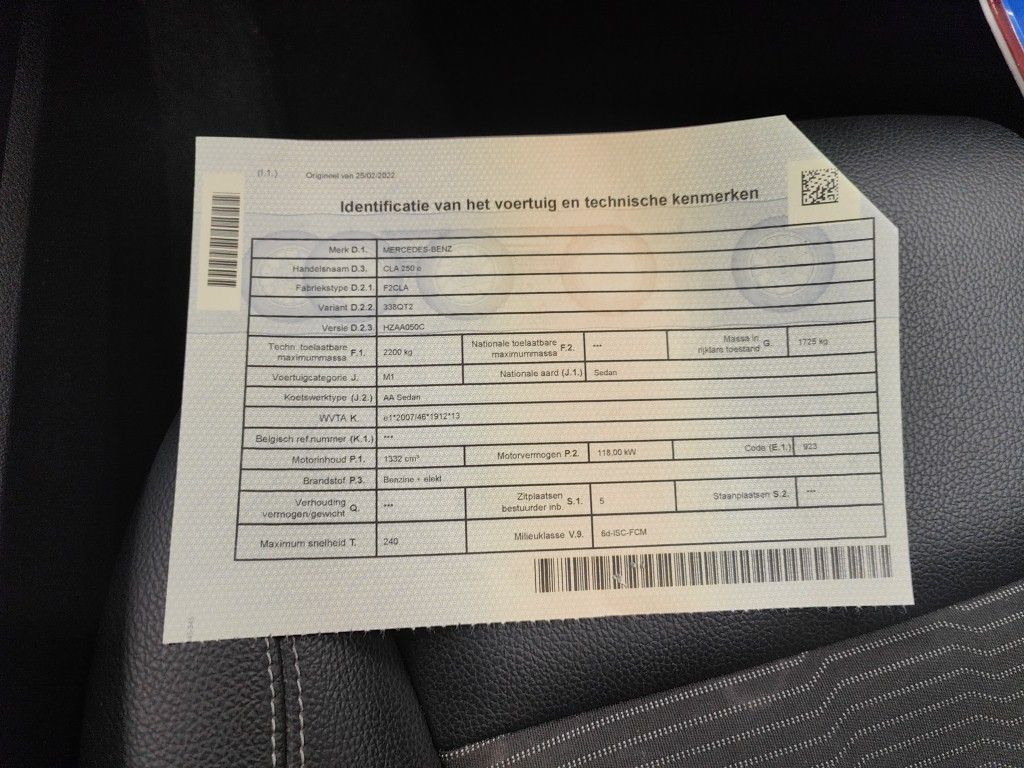 (I.1.) Origineel van 25/02/2022
Identificatie van het voertuig en technische kenmerken
Merk D.1. MERCEDES-BENZ
Handelsnaam D.3. CLA 250 e
Fabriekstype D.2.1. F2CLA
Variant D.2.2. 338QT2
Versie D.2.3. HZAA050C
Techn. toelaatbare maximummassa F.1. 2200 kg Nationale toelaatbare maximummassa F.2. *** Massa in rijklare toestand G. 1725 kg
Voertuigcategorie J. M1 Nationale aard (J.1.) Sedan
Koetswerktype (J.2.) AA Sedan
WVTA K. e1*2007/46*1912*13
Belgisch ref.nummer (K.1.) ***
Motorinhoud P.1. 1332 cm³ Motorvermogen P.2. 118,00 kW Code (E.1.) 923
Brandstof P.3. Benzine + elekt
Verhouding vermogen/gewicht Q. *** Zitplaatsen bestuurder inb. S.1. 5 Staanplaatsen S.2. ***
Maximum snelheid T. 240 Milieuklasse V.9. 6d-ISC-FCM